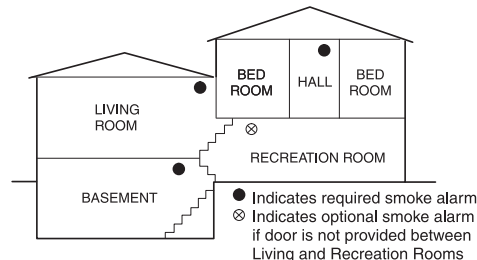 BED
ROOM
HALL
BED
ROOM
LIVING
ROOM
RECREATION ROOM
BASEMENT
Indicates required smoke alarm
Indicates optional smoke alarm
if door is not provided between
Living and Recreation Rooms